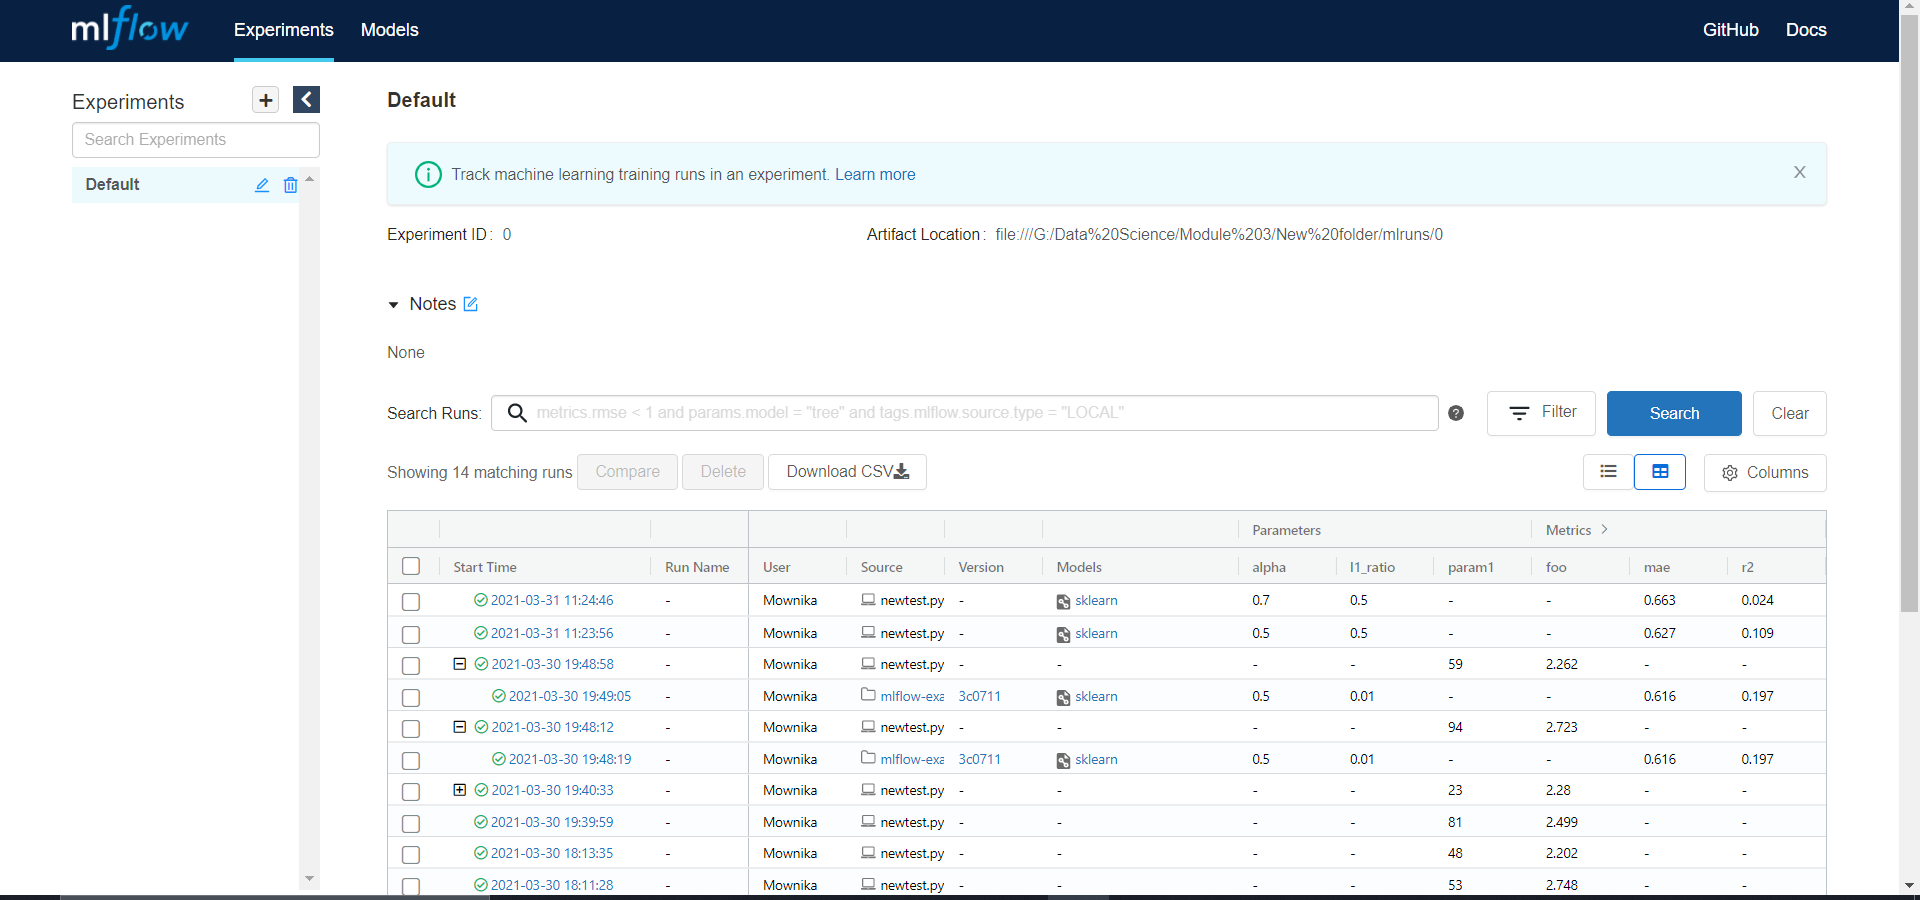 mlflow Experiments Models GitHub Docs
Experiments
Search Experiments
Default
Default
Track machine learning training runs in an experiment. Learn more
Experiment ID: 0 Artifact Location: file:///G:/Data%20Science/Module%203/New%20folder/mlruns/0
Notes
None
Search Runs: metrics.rmse < 1 and params.model = "tree" and tags.mlflow.source.type = "LOCAL" Filter Search Clear
Showing 14 matching runs Compare Delete Download CSV Columns
Parameters Metrics
Start Time Run Name User Source Version Models alpha l1_ratio param1 foo mae r2
2021-03-31 11:24:46 - Mownika newtest.py - sklearn 0.7 0.5 - - 0.663 0.024
2021-03-31 11:23:56 - Mownika newtest.py - sklearn 0.5 0.5 - - 0.627 0.109
2021-03-30 19:48:58 - Mownika newtest.py - - - - 59 2.262 - -
2021-03-30 19:49:05 - Mownika mlflow-exa 3c0711 sklearn 0.5 0.01 - - 0.616 0.197
2021-03-30 19:48:12 - Mownika newtest.py - - - - 94 2.723 - -
2021-03-30 19:48:19 - Mownika mlflow-exa 3c0711 sklearn 0.5 0.01 - - 0.616 0.197
2021-03-30 19:40:33 - Mownika newtest.py - - - - 23 2.28 - -
2021-03-30 19:39:59 - Mownika newtest.py - - - - 81 2.499 - -
2021-03-30 18:13:35 - Mownika newtest.py - - - - 48 2.202 - -
2021-03-30 18:11:28 - Mownika newtest.py - - - - 53 2.748 - -